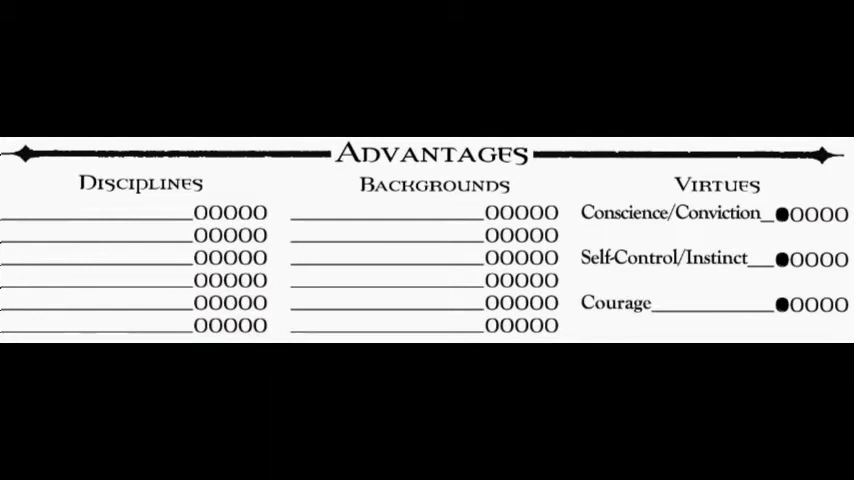 Advantages
Disciplines Backgrounds Virtues
Conscience/Conviction
Self-Control/Instinct
Courage